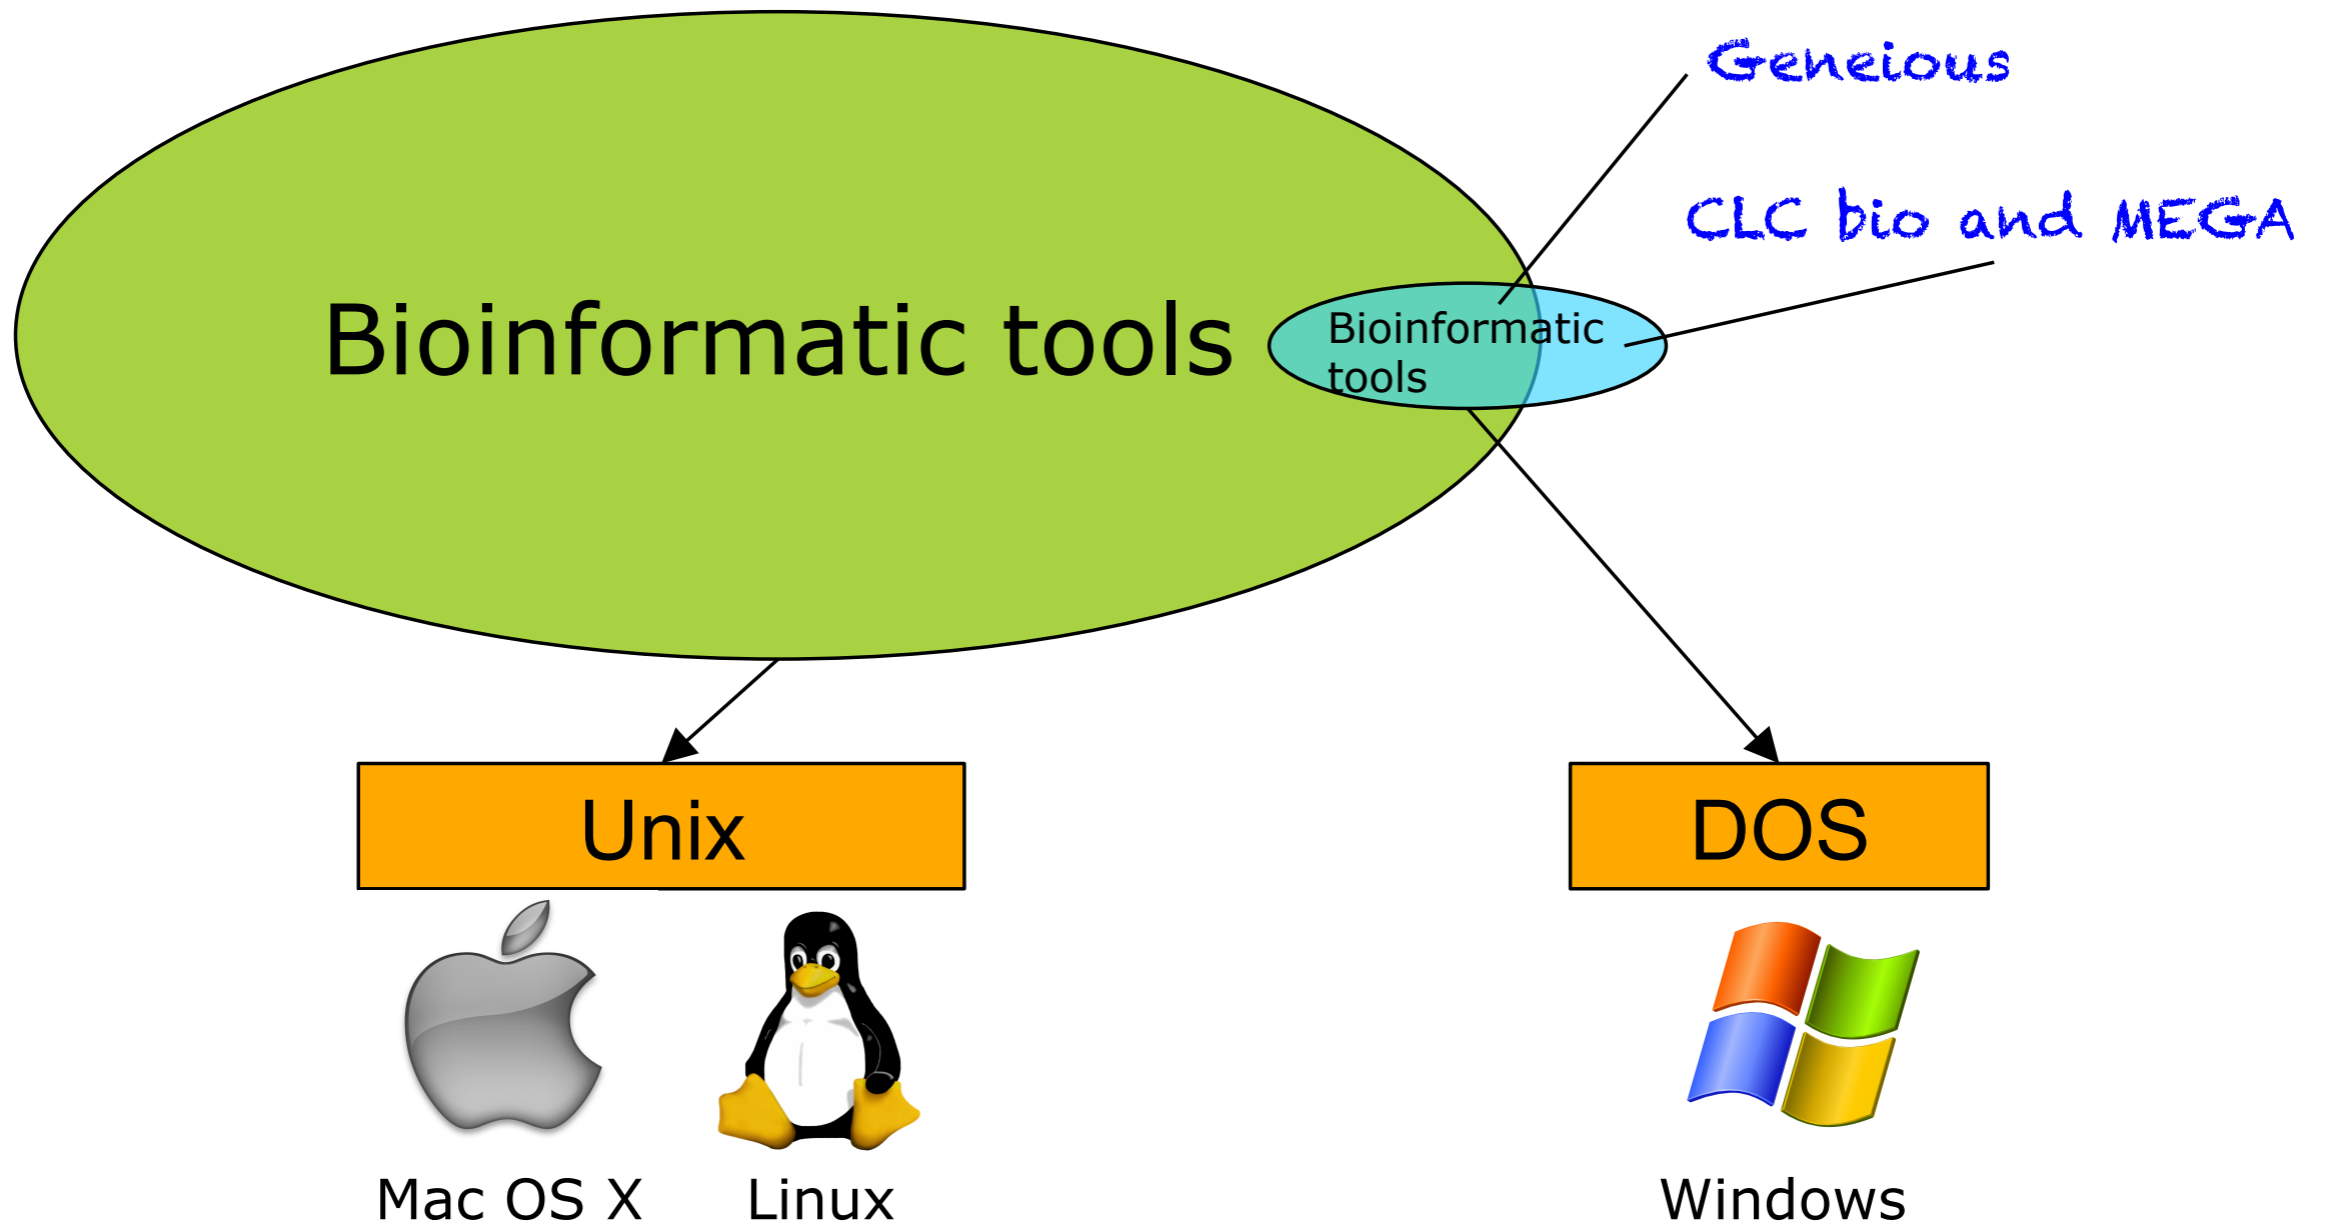 Geneious
CLC bio and MEGA
Bioinformatic tools
Bioinformatic
tools
Unix
DOS
Mac OS X
Linux
Windows